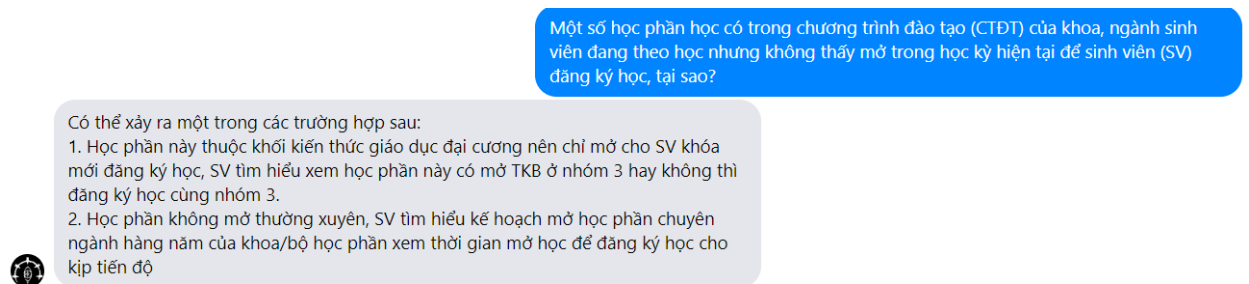 Một số học phần học có trong chương trình đào tạo (CTĐT) của khoa, ngành sinh
viên đang theo học nhưng không thấy mở trong học kỳ hiện tại để sinh viên (SV)
đăng ký học, tại sao?
Có thể xảy ra một trong các trường hợp sau:
1. Học phần này thuộc khối kiến thức giáo dục đại cương nên chỉ mở cho SV khóa
mới đăng ký học, SV tìm hiểu xem học phần này có mở TKB ở nhóm 3 hay không thì
đăng ký học cùng nhóm 3.
2. Học phần không mở thường xuyên, SV tìm hiểu kế hoạch mở học phần chuyên
ngành hàng năm của khoa/bộ học phần xem thời gian mở học để đăng ký học cho
kịp tiến độ